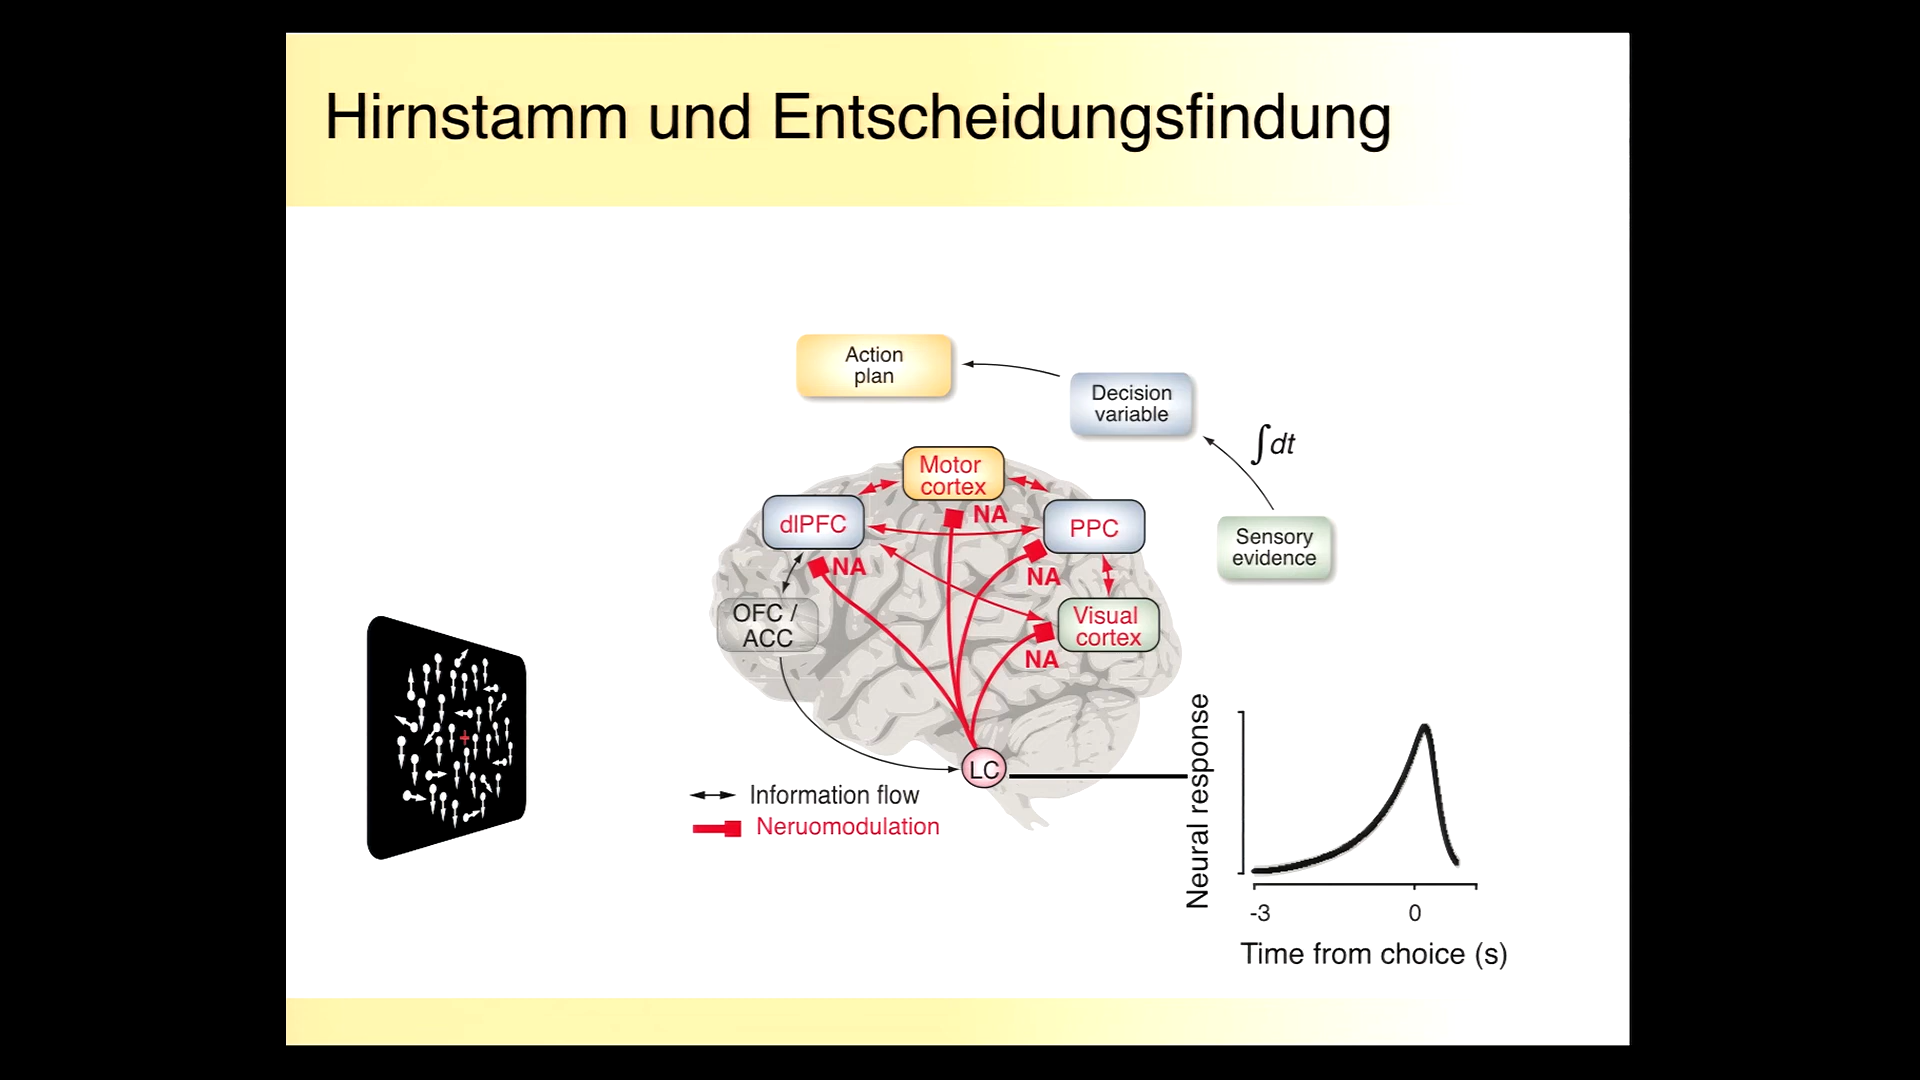 Hirnstamm und Entscheidungsfindung
Action
plan
Decision
variable
∫dt
Sensory
evidence
Motor
cortex
dlPFC
NA
PPC
NA
NA
OFC /
ACC
Visual
cortex
NA
LC
Information flow
Neruomodulation
Neural response
-3
0
Time from choice (s)